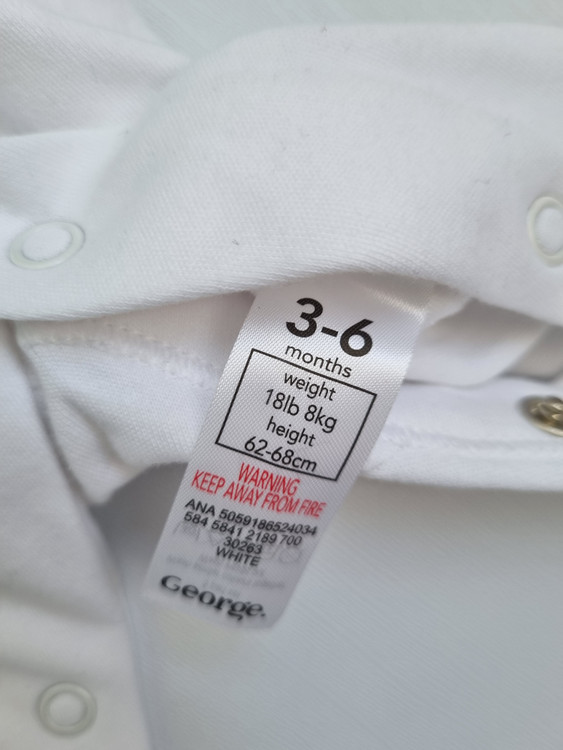 3-6
months
weight
18lb 8kg
height
62-68cm
WARNING
KEEP AWAY FROM FIRE
ANA 5059186524034
584 5841 2189 700
30263
WHITE
George.